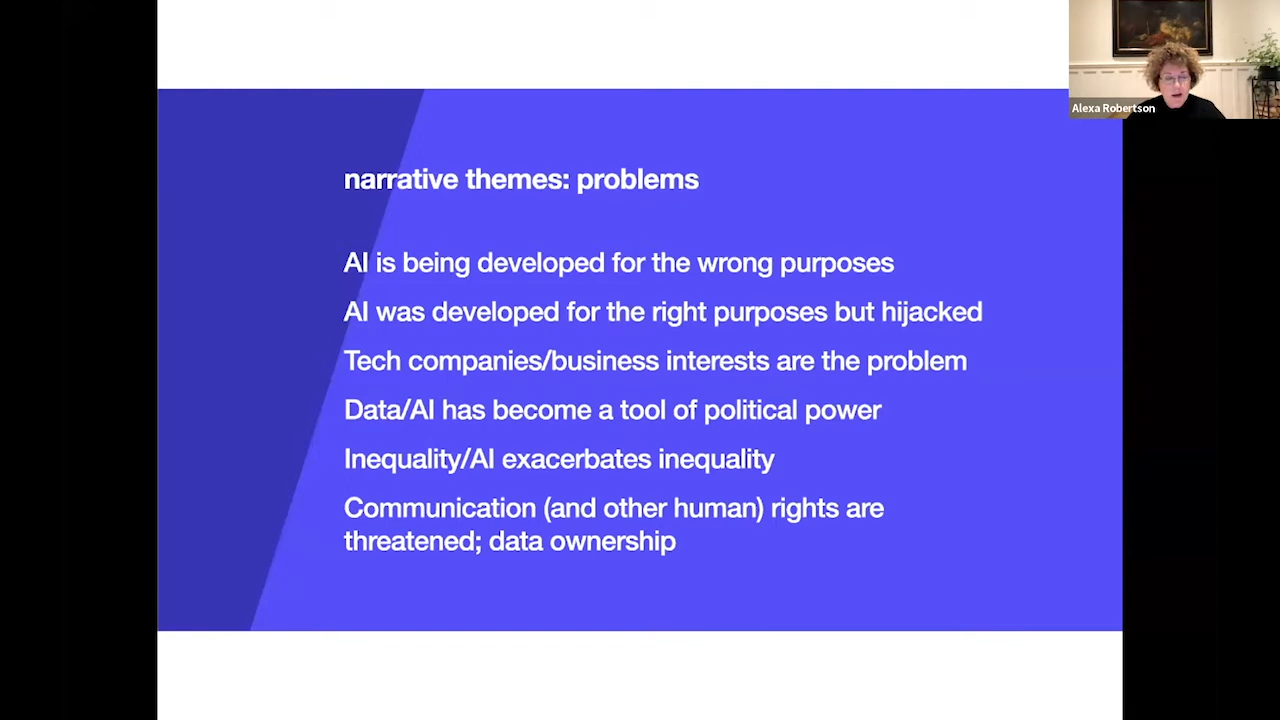 Alexa Robertson
narrative themes: problems
AI is being developed for the wrong purposes
AI was developed for the right purposes but hijacked
Tech companies/business interests are the problem
Data/AI has become a tool of political power
Inequality/AI exacerbates inequality
Communication (and other human) rights are
threatened; data ownership